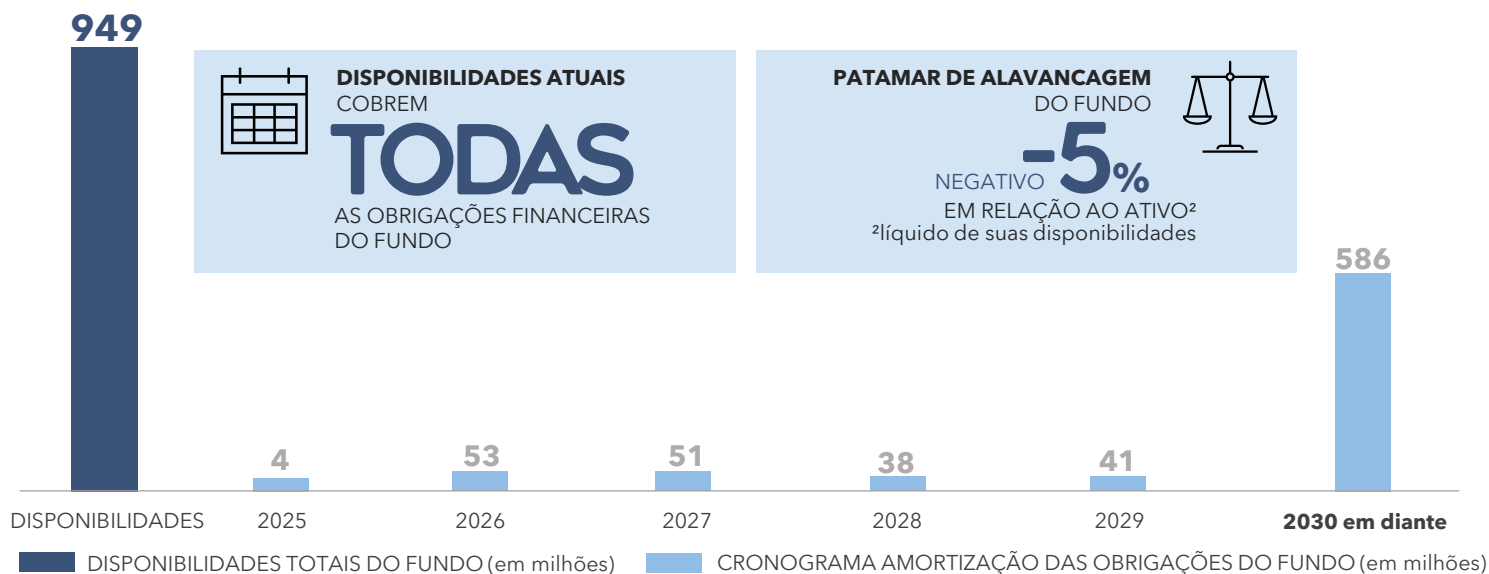 949
DISPONIBILIDADES ATUAIS
COBREM
TODAS
AS OBRIGAÇÕES FINANCEIRAS
DO FUNDO
PATAMAR DE ALAVANCAGEM
DO FUNDO
NEGATIVO -5%
EM RELAÇÃO AO ATIVO²
²líquido de suas disponibilidades
4
53
51
38
41
586
DISPONIBILIDADES
2025
2026
2027
2028
2029
2030 em diante
DISPONIBILIDADES TOTAIS DO FUNDO (em milhões)
CRONOGRAMA AMORTIZAÇÃO DAS OBRIGAÇÕES DO FUNDO (em milhões)